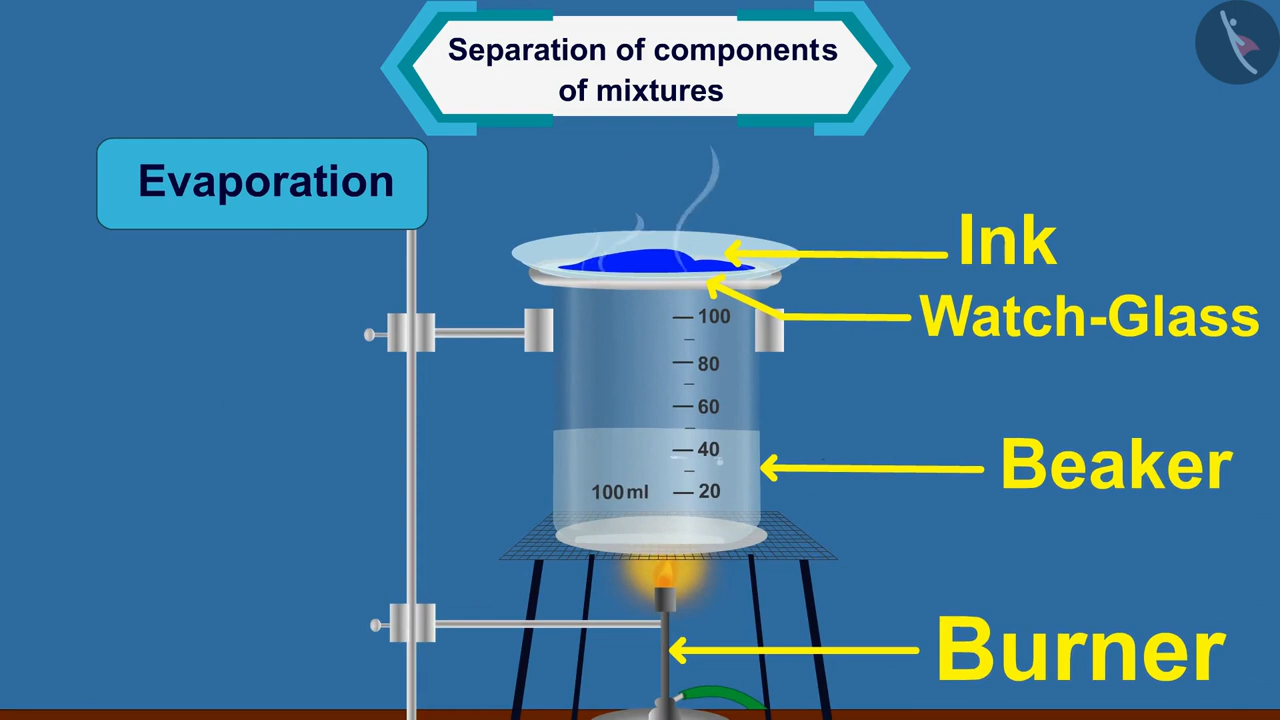 Separation of components
of mixtures
Evaporation
Ink
Watch-Glass
100
80
60
40
Beaker
100 ml
20
Burner